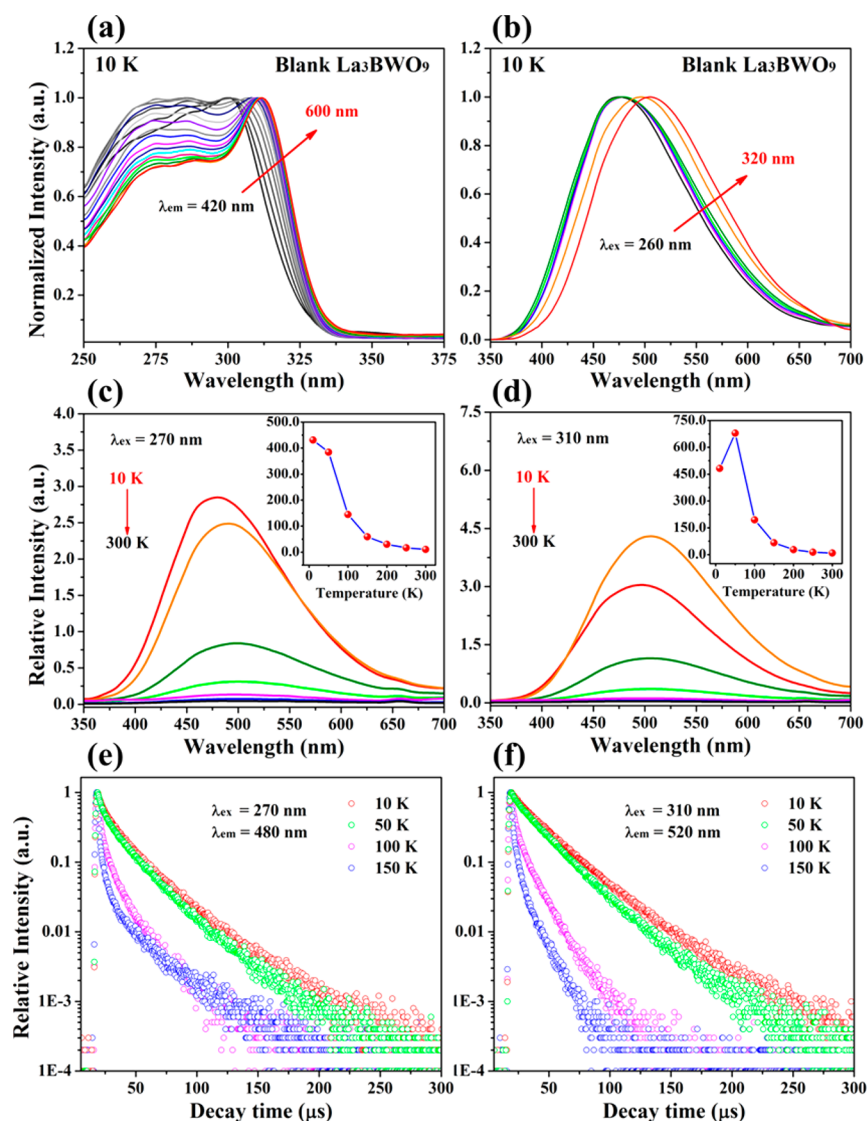 (a)
10 K
Blank La₃BWO₉
600 nm
λem = 420 nm
Normalized Intensity (a.u.)
1.2
1.0
0.8
0.6
0.4
0.2
250 275 300 325 350 375
Wavelength (nm)
(b)
10 K
Blank La₃BWO₉
320 nm
λex = 260 nm
1.2
1.0
0.8
0.6
0.4
0.2
0.0
350 400 450 500 550 600 650 700
Wavelength (nm)
(c)
λex = 270 nm
10 K
300 K
Relative Intensity (a.u.)
4.0
3.5
3.0
2.5
2.0
1.5
1.0
0.5
0.0
350 400 450 500 550 600 650 700
Wavelength (nm)
500.0
400.0
300.0
200.0
100.0
0.0
0 100 200 300
Temperature (K)
(d)
λex = 310 nm
10 K
300 K
7.5
6.0
4.5
3.0
1.5
0.0
350 400 450 500 550 600 650 700
Wavelength (nm)
750.0
600.0
450.0
300.0
150.0
0.0
0 100 200 300
Temperature (K)
(e)
λex = 270 nm
λem = 480 nm
10 K
50 K
100 K
150 K
Relative Intensity (a.u.)
1
0.1
0.01
1E-3
1E-4
50 100 150 200 250 300
Decay time (μs)
(f)
λex = 310 nm
λem = 520 nm
10 K
50 K
100 K
150 K
1
0.1
0.01
1E-3
1E-4
50 100 150 200 250 300
Decay time (μs)